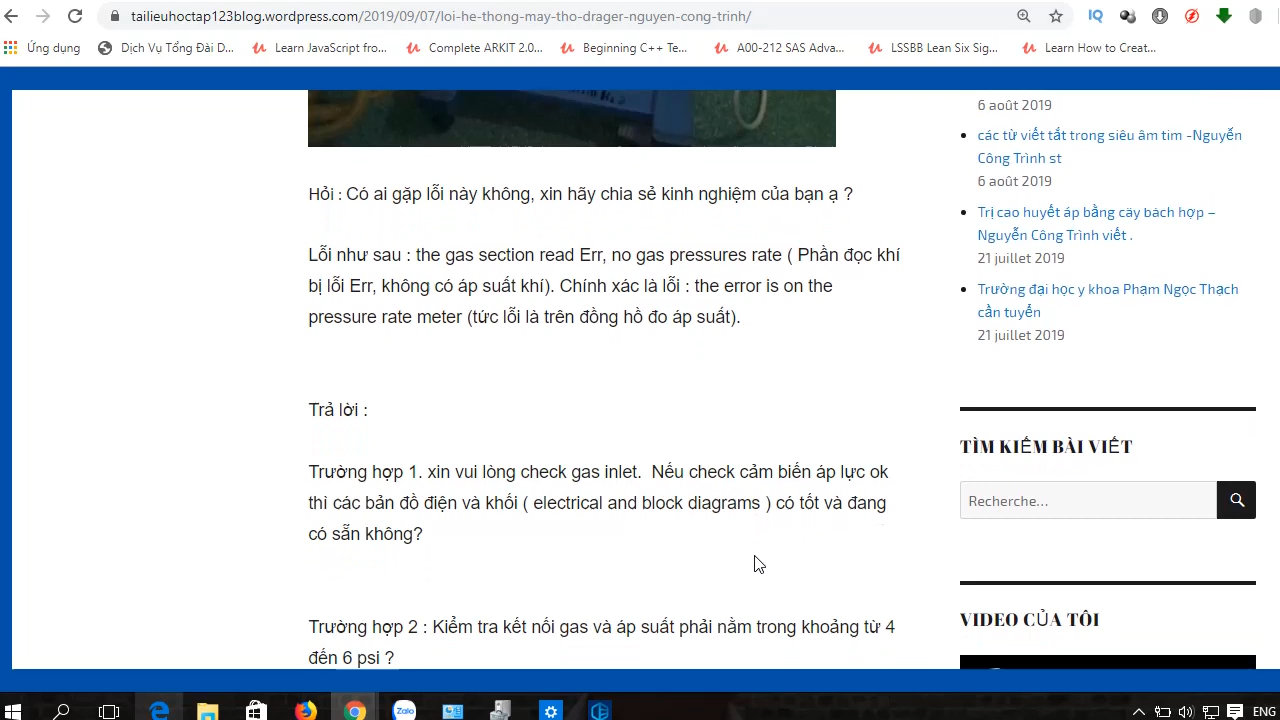 tailieuhoctap123blog.wordpress.com/2019/09/07/loi-he-thong-may-tho-drager-nguyen-cong-trinh/
Ứng dụng
Dịch Vụ Tổng Đài D...
Learn JavaScript fro...
Complete ARKIT 2.0...
Beginning C++ Te...
A00-212 SAS Adva...
LSSBB Lean Six Sig...
Learn How to Creat...
Hỏi : Có ai gặp lỗi này không, xin hãy chia sẻ kinh nghiệm của bạn ạ ?
Lỗi như sau : the gas section read Err, no gas pressures rate ( Phần đọc khí
bị lỗi Err, không có áp suất khí). Chính xác là lỗi : the error is on the
pressure rate meter (tức lỗi là trên đồng hồ đo áp suất).
Trả lời :
Trường hợp 1. xin vui lòng check gas inlet.  Nếu check cảm biến áp lực ok
thì các bản đồ điện và khối ( electrical and block diagrams ) có tốt và đang
có sẵn không?
Trường hợp 2 : Kiểm tra kết nối gas và áp suất phải nằm trong khoảng từ 4
đến 6 psi ?
6 août 2019
các từ viết tắt trong siêu âm tim -Nguyễn
Công Trình st
6 août 2019
Trị cao huyết áp bằng cây bách hợp –
Nguyễn Công Trình viết .
21 juillet 2019
Trường đại học y khoa Phạm Ngọc Thạch
cần tuyển
21 juillet 2019
TÌM KIẾM BÀI VIẾT
Recherche...
VIDEO CỦA TÔI
Zalo
ENG